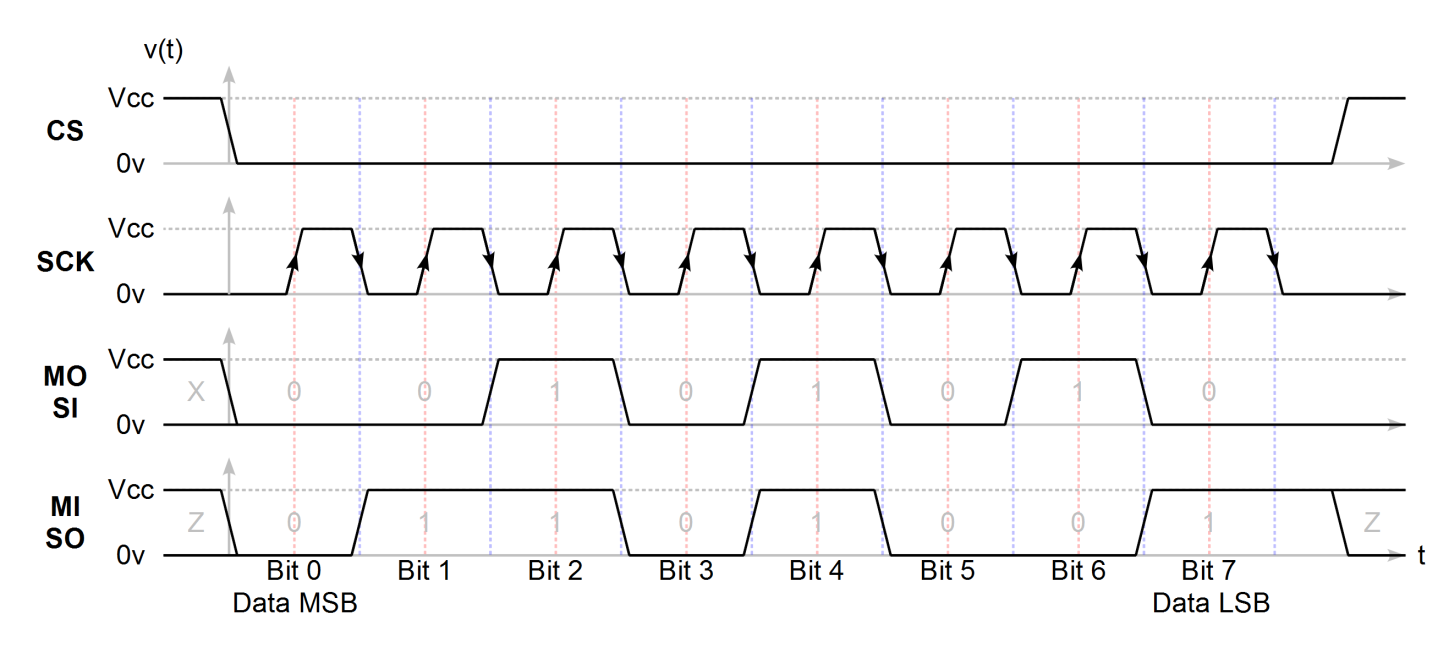 v(t)
Vcc
CS
0v
Vcc
SCK
0v
Vcc
MO
SI
X 0 0 1 0 1 0 1 0
0v
Vcc
MI
SO
Z 0 1 1 0 1 0 0 1 Z
0v
t
Bit 0 Bit 1 Bit 2 Bit 3 Bit 4 Bit 5 Bit 6 Bit 7
Data MSB Data LSB